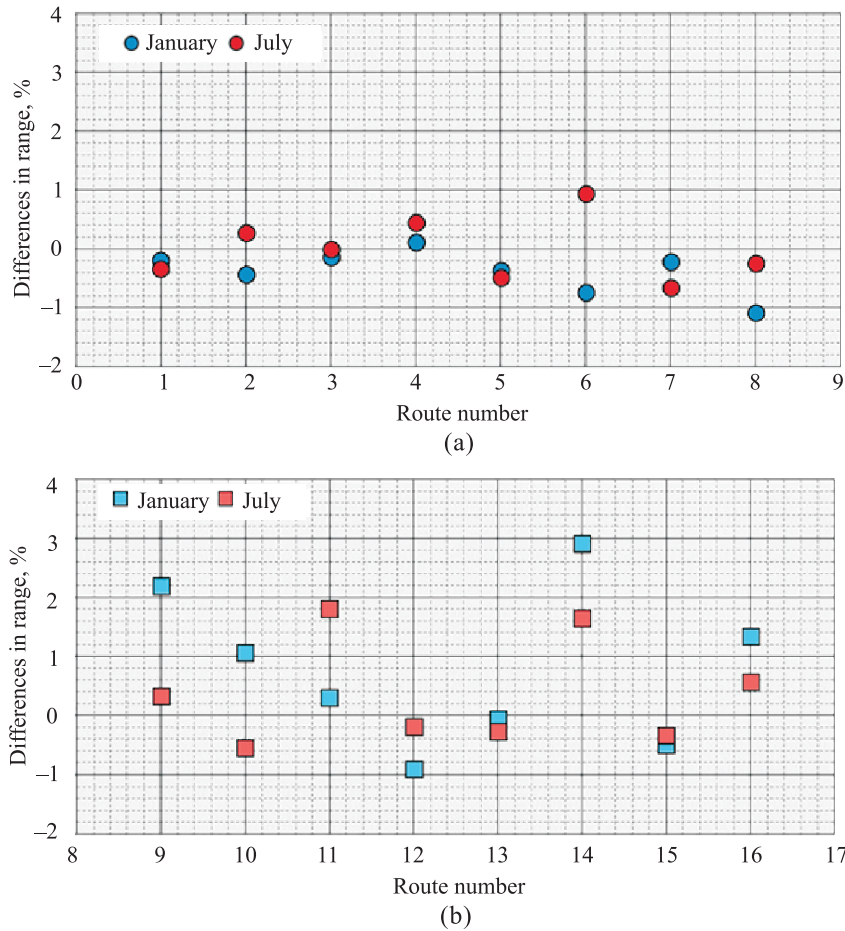 4
January July
3
2
1
0
–1
–2
Differences in range, %
0 1 2 3 4 5 6 7 8 9
Route number
(a)
4
January July
3
2
1
0
–1
–2
Differences in range, %
8 9 10 11 12 13 14 15 16 17
Route number
(b)